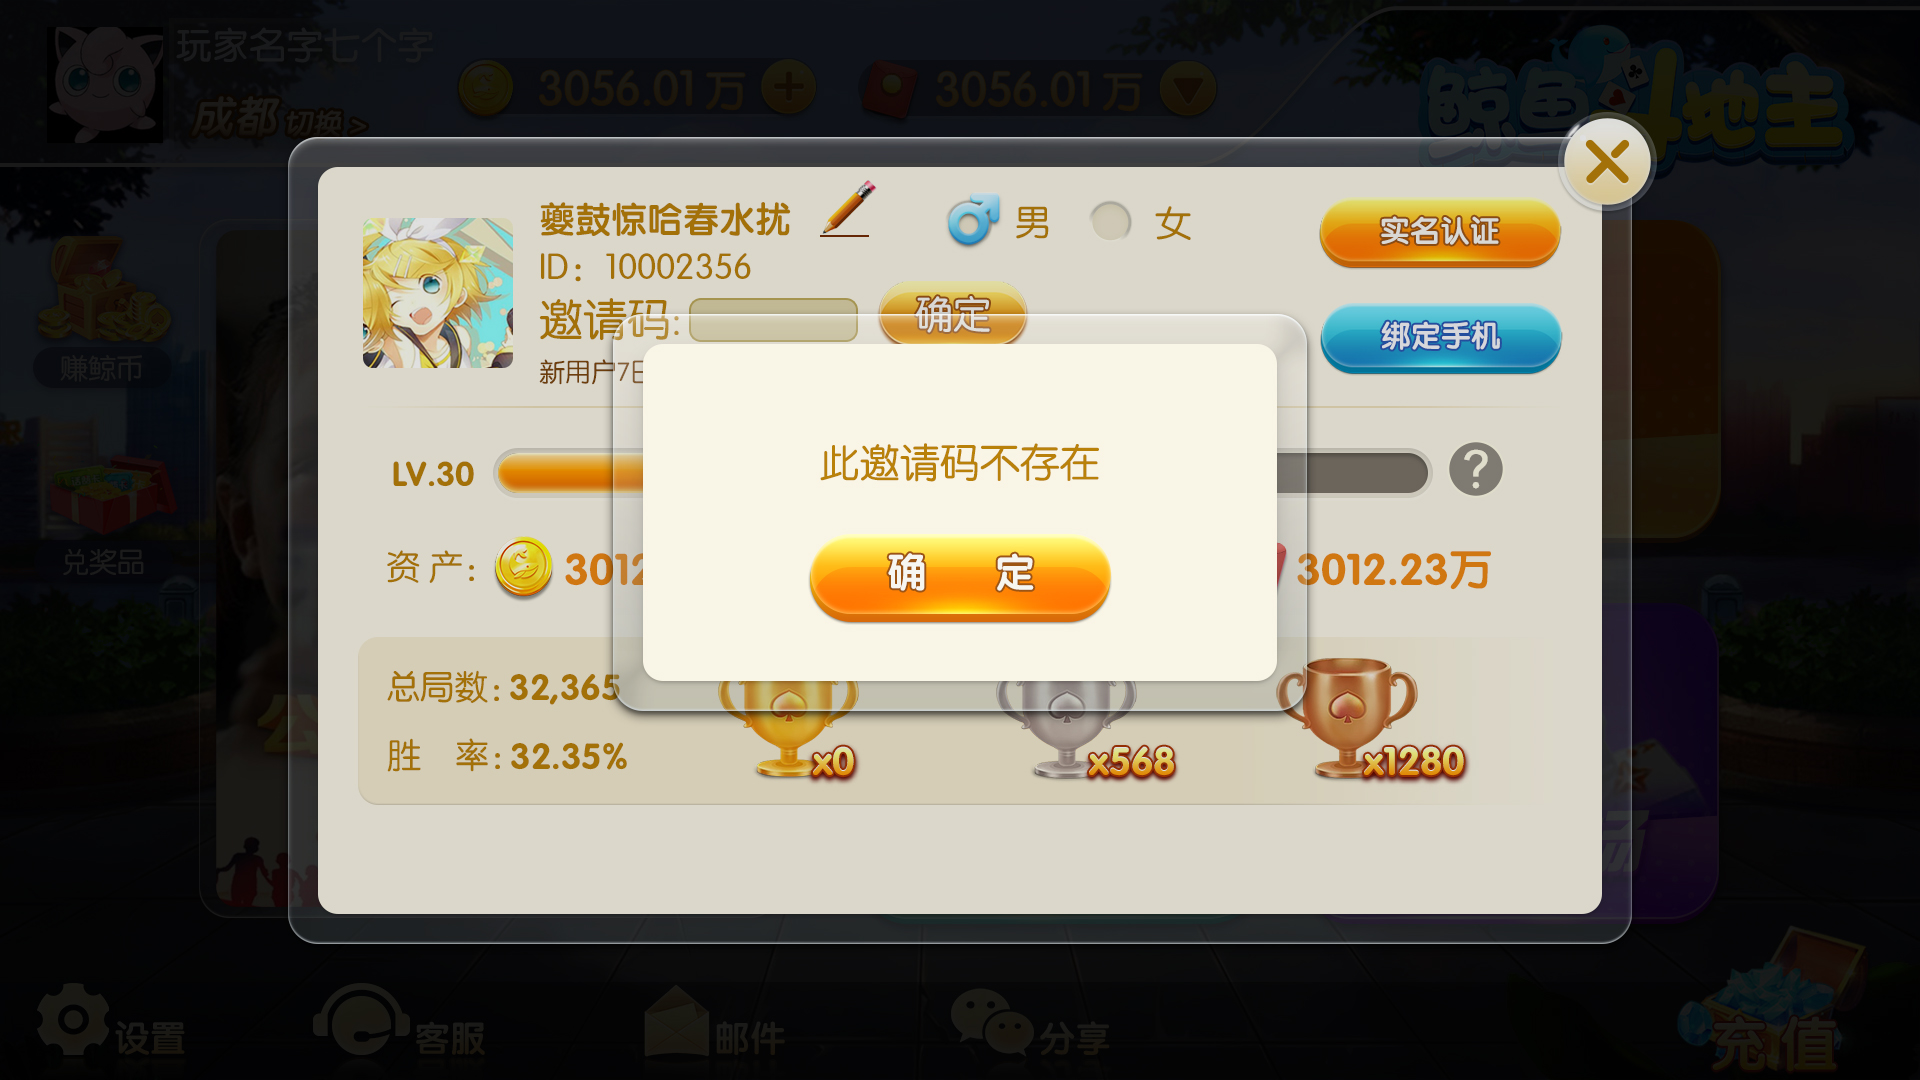 玩家名字七个字
成都 切换>
3056.01万
3056.01万
鲸鱼斗地主
夔鼓惊哈春水扰
男
女
实名认证
ID：10002356
邀请码:
确定
绑定手机
新用户7日
赚鲸币
此邀请码不存在
LV.30
?
确 定
兑奖品
资产:
3012
3012.23万
总局数:32,365
胜 率:32.35%
x0
x568
x1280
设置
客服
邮件
分享
充值